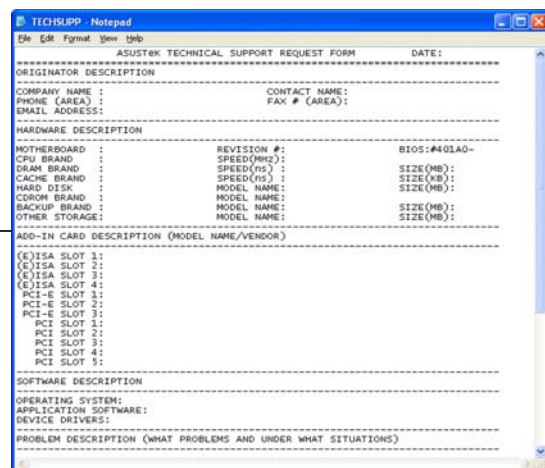 TECHSUPP - Notepad
File Edit Format View Help
ASUSTeK TECHNICAL SUPPORT REQUEST FORM DATE:
ORIGINATOR DESCRIPTION
COMPANY NAME : CONTACT NAME:
PHONE (AREA) : FAX # (AREA):
EMAIL ADDRESS:
HARDWARE DESCRIPTION
MOTHERBOARD : REVISION #: BIOS:#401A0-
CPU BRAND : SPEED(MHz):
DRAM BRAND : SPEED(ns) : SIZE(MB):
CACHE BRAND : SPEED(ns) : SIZE(KB):
HARD DISK : MODEL NAME: SIZE(MB):
CDROM BRAND : MODEL NAME:
BACKUP BRAND : MODEL NAME: SIZE(MB):
OTHER STORAGE: MODEL NAME: SIZE(MB):
ADD-IN CARD DESCRIPTION (MODEL NAME/VENDOR)
(E)ISA SLOT 1:
(E)ISA SLOT 2:
(E)ISA SLOT 3:
(E)ISA SLOT 4:
PCI-E SLOT 1:
PCI-E SLOT 2:
PCI-E SLOT 3:
PCI SLOT 1:
PCI SLOT 2:
PCI SLOT 3:
PCI SLOT 4:
PCI SLOT 5:
SOFTWARE DESCRIPTION
OPERATING SYSTEM:
APPLICATION SOFTWARE:
DEVICE DRIVERS:
PROBLEM DESCRIPTION (WHAT PROBLEMS AND UNDER WHAT SITUATIONS)